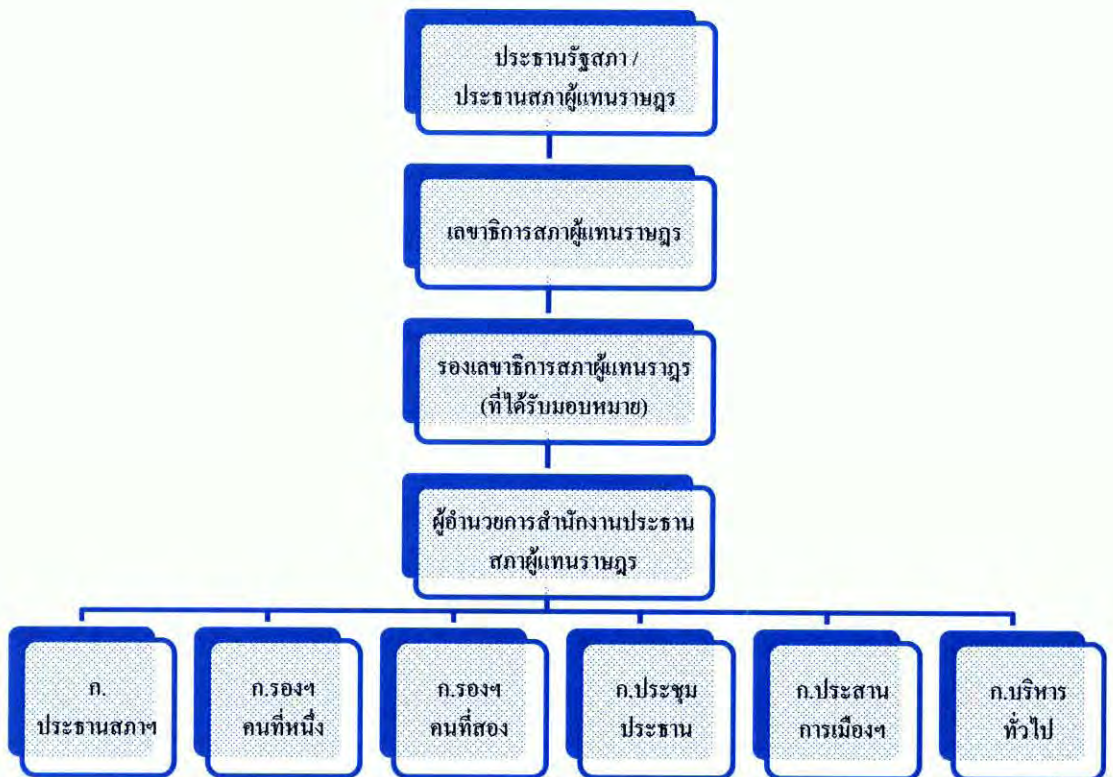 ประธานรัฐสภา /
ประธานสภาผู้แทนราษฎร
เลขาธิการสภาผู้แทนราษฎร
รองเลขาธิการสภาผู้แทนราฎร
(ที่ได้รับมอบหมาย)
ผู้อำนวยการสำนักงานประธาน
สภาผู้แทนราษฎร
ก.
ประธานสภาฯ
ก.รองฯ
คนที่หนึ่ง
ก.รองฯ
คนที่สอง
ก.ประชุม
ประธาน
ก.ประสาน
การเมืองฯ
ก.บริหาร
ทั่วไป